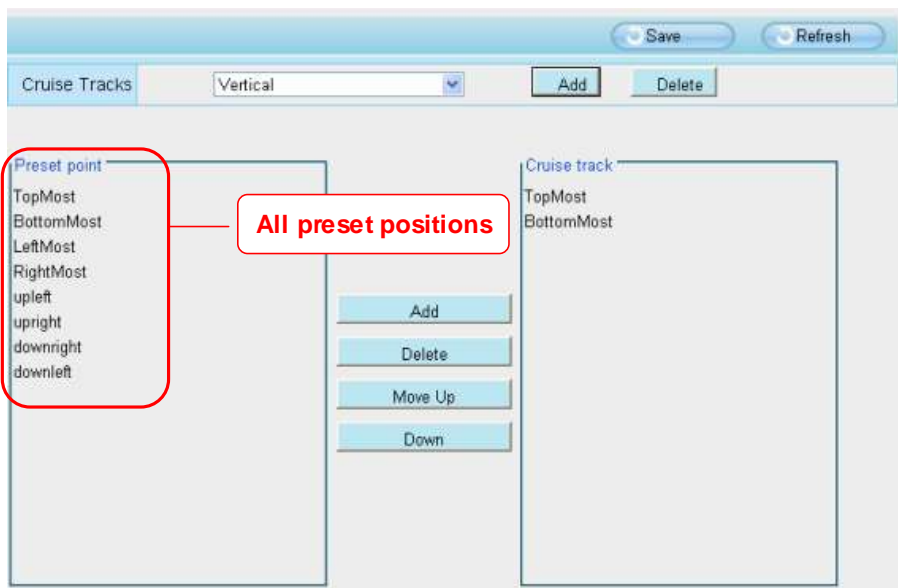 Save
Refresh
Cruise Tracks
Vertical
Add
Delete
Preset point
TopMost
BottomMost
LeftMost
RightMost
upleft
upright
downright
downleft
All preset positions
Add
Delete
Move Up
Down
Cruise track
TopMost
BottomMost